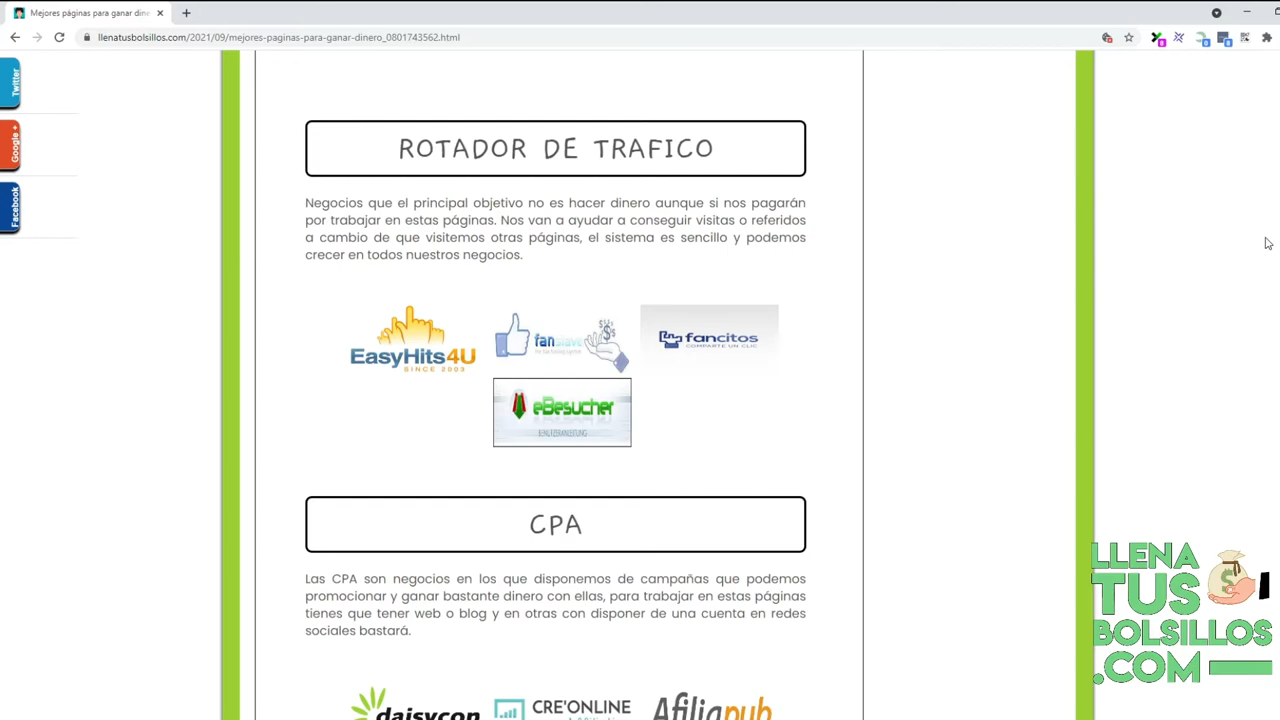 Mejores páginas para ganar dine
llenatusbolsillos.com/2021/09/mejores-paginas-para-ganar-dinero_0801743562.html
Twitter
Google +
Facebook
ROTADOR DE TRAFICO
Negocios que el principal objetivo no es hacer dinero aunque si nos pagarán
por trabajar en estas páginas. Nos van a ayudar a conseguir visitas o referidos
a cambio de que visitemos otras páginas, el sistema es sencillo y podemos
crecer en todos nuestros negocios.
EasyHits4U
SINCE 2003
fanslave
fancitos
COMPARTE UN CLIC
eBesucher
BENUTZERANLEITUNG
CPA
Las CPA son negocios en los que disponemos de campañas que podemos
promocionar y ganar bastante dinero con ellas, para trabajar en estas páginas
tienes que tener web o blog y en otras con disponer de una cuenta en redes
sociales bastará.
daisycon
CRE'ONLINE
Afiliapub
LLENA
TUS
BOLSILLOS
.COM